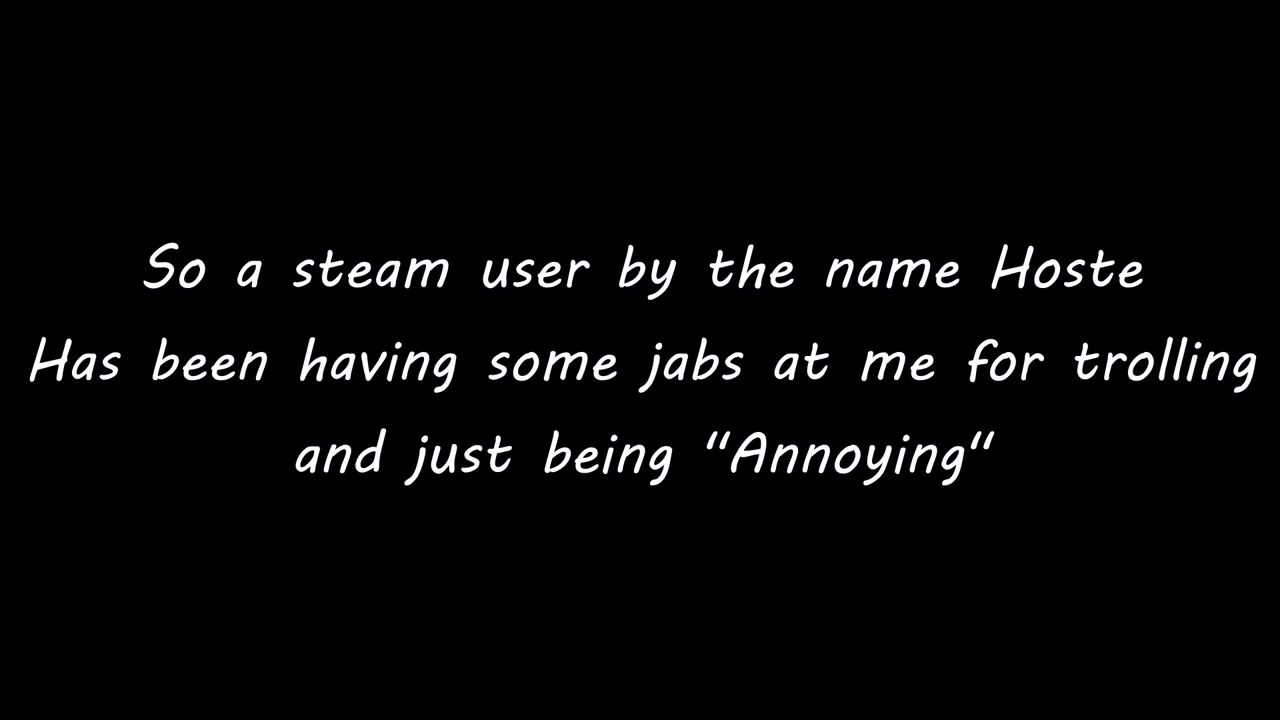 So a steam user by the name Hoste
Has been having some jabs at me for trolling
and just being "Annoying"